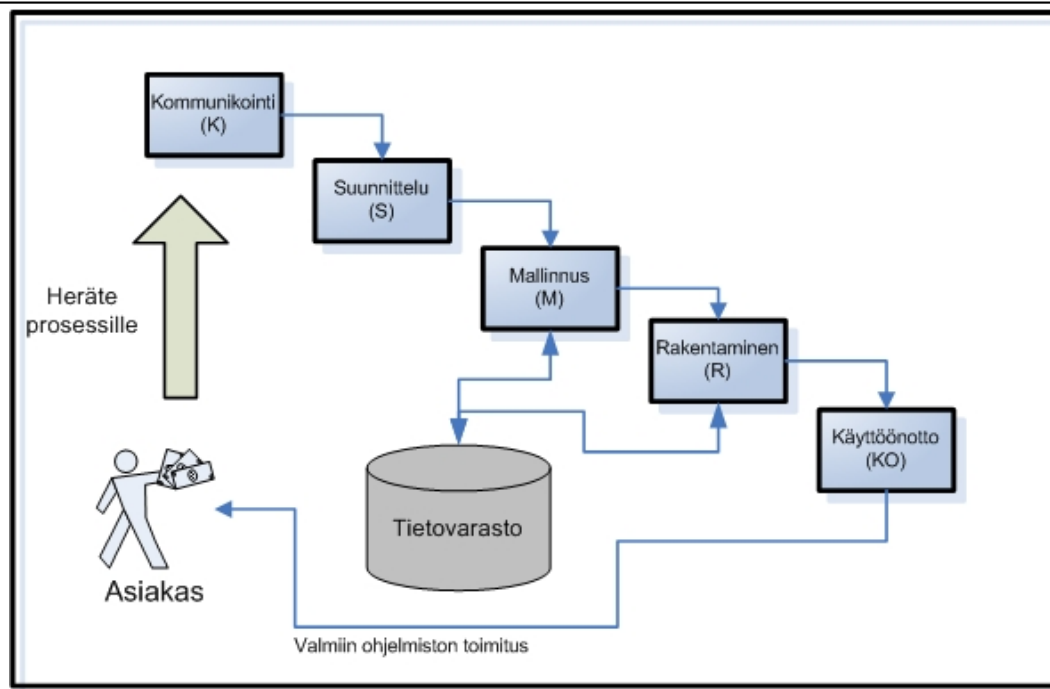 Kommunikointi
(K)
Suunnittelu
(S)
Mallinnus
(M)
Heräte
prosessille
Rakentaminen
(R)
Käyttöönotto
(KO)
Tietovarasto
Asiakas
Valmiin ohjelmiston toimitus